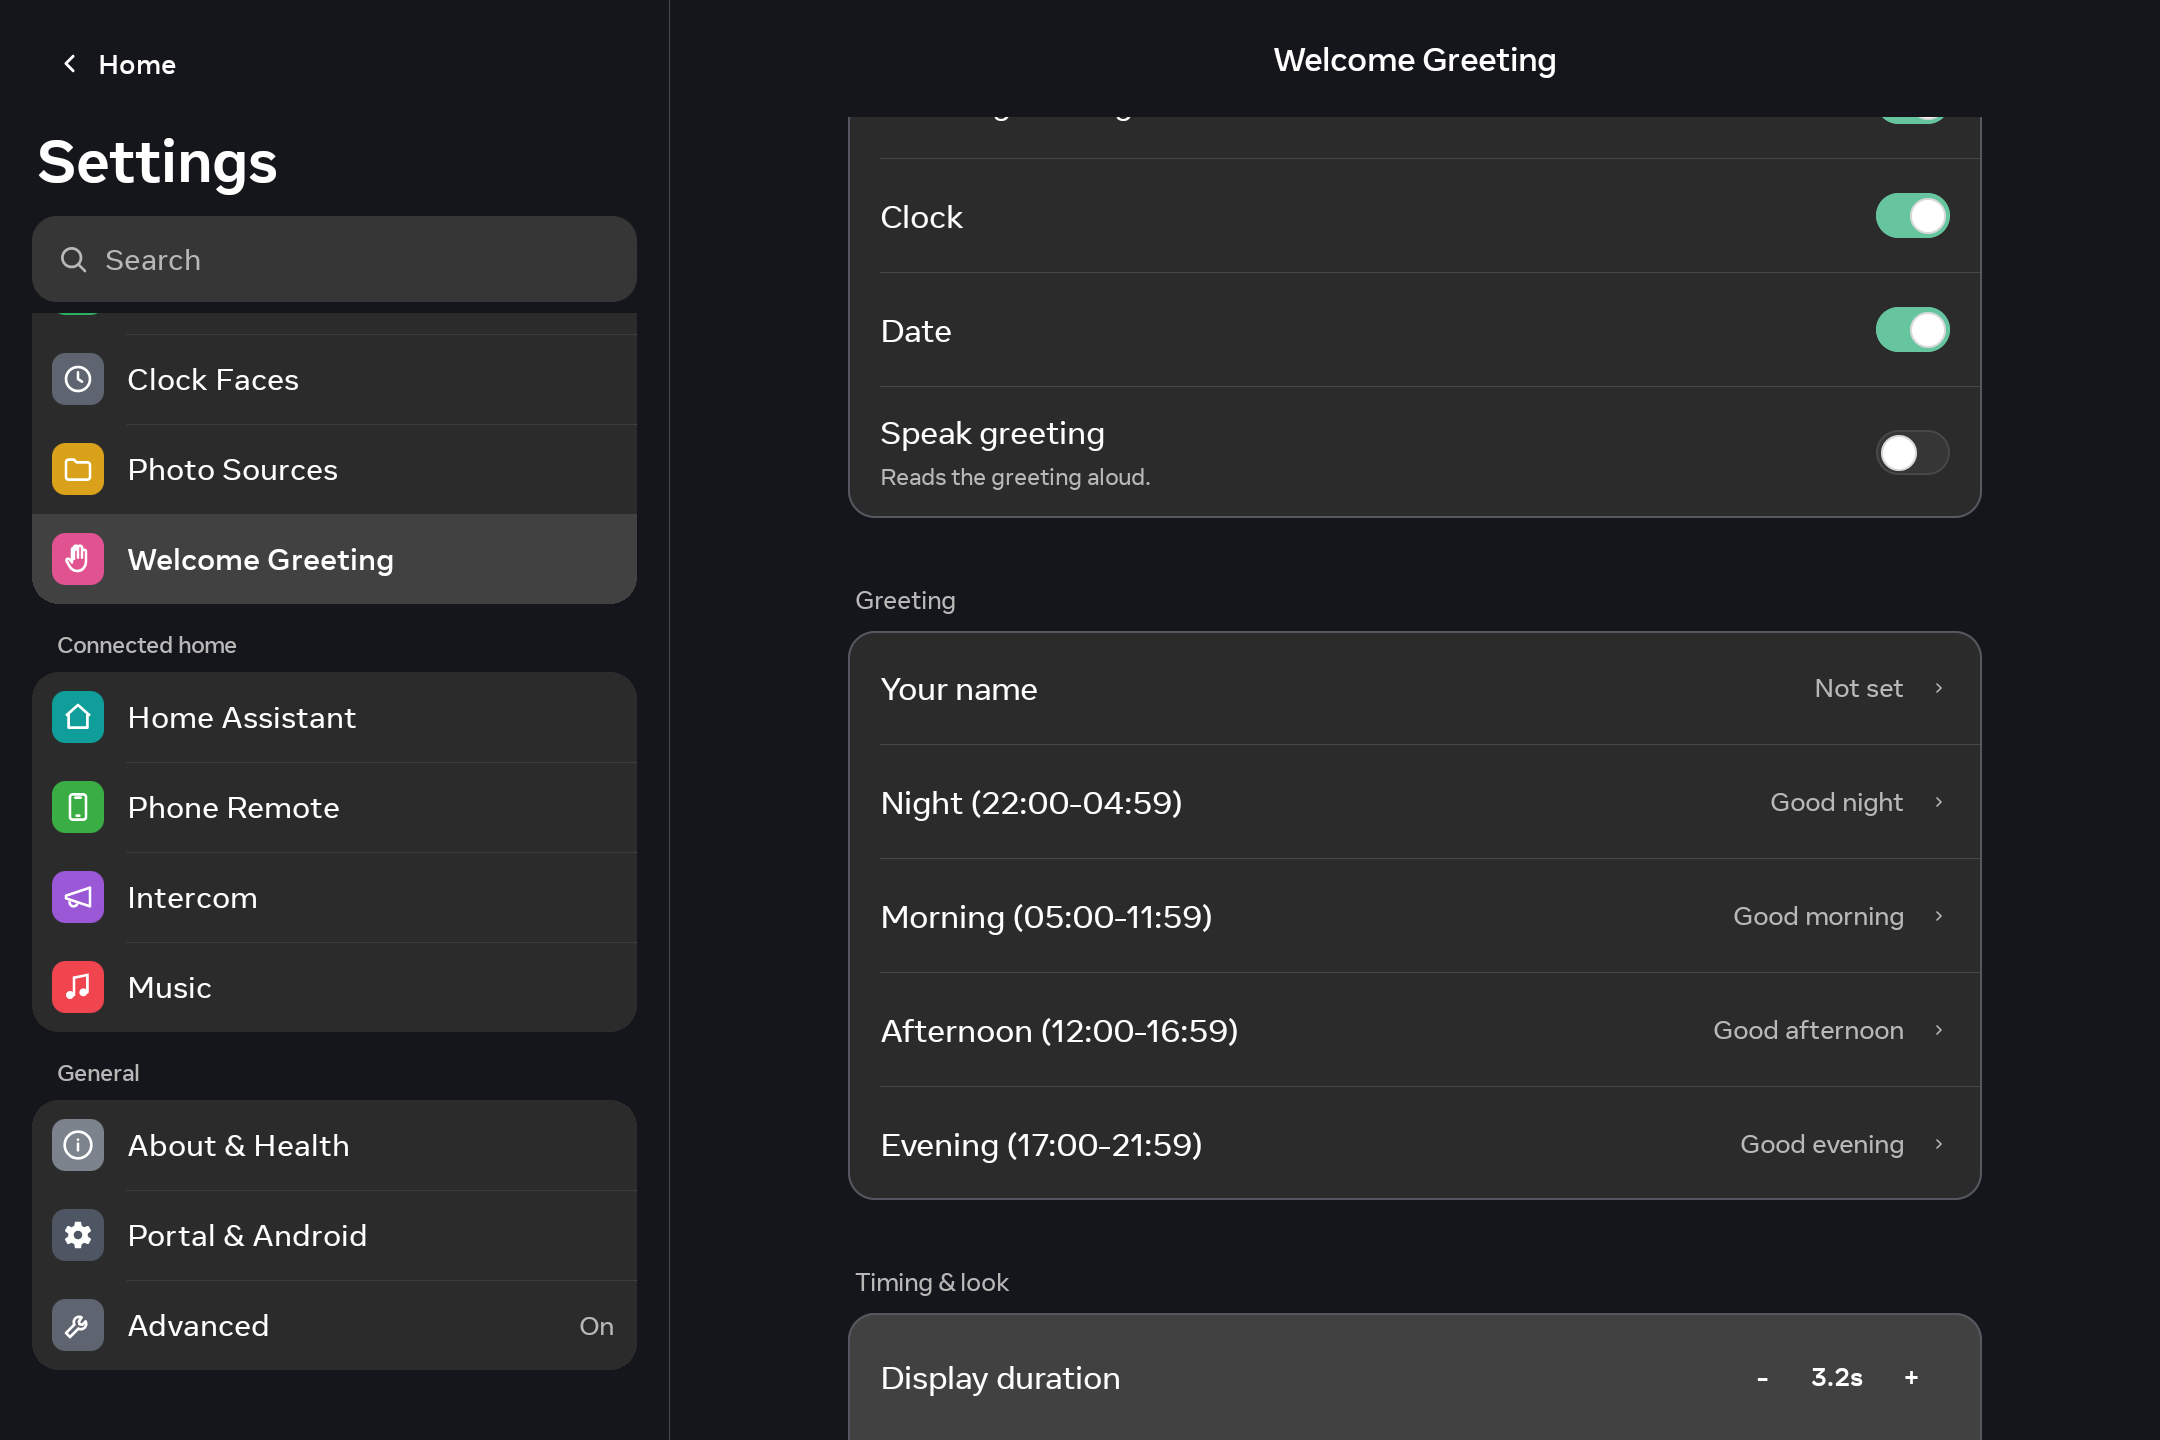 Home
Settings
Search
Clock Faces
Photo Sources
Welcome Greeting
Connected home
Home Assistant
Phone Remote
Intercom
Music
General
About & Health
Portal & Android
Advanced On
Welcome Greeting
Clock
Date
Speak greeting
Reads the greeting aloud.
Greeting
Your name Not set
Night (22:00-04:59) Good night
Morning (05:00-11:59) Good morning
Afternoon (12:00-16:59) Good afternoon
Evening (17:00-21:59) Good evening
Timing & look
Display duration - 3.2s +